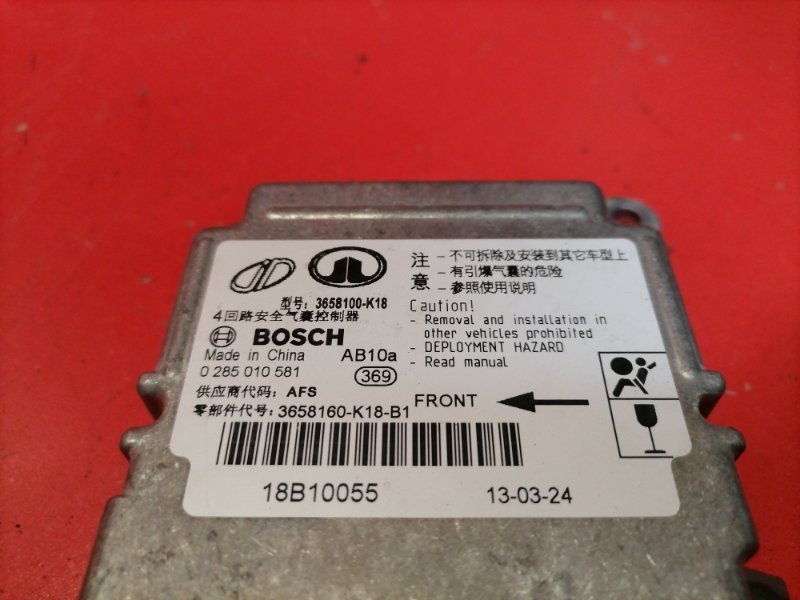 型号: 3658100-K18
4回路安全气囊控制器
BOSCH
Made in China AB10a
0 285 010 581 369
供应商代码: AFS
零部件代号: 3658160-K18-B1
注意
- 不可拆除及安装到其它车型上
- 有引爆气囊的危险
- 参照使用说明
Caution!
- Removal and installation in
other vehicles prohibited
- DEPLOYMENT HAZARD
- Read manual
FRONT
18B10055 13-03-24